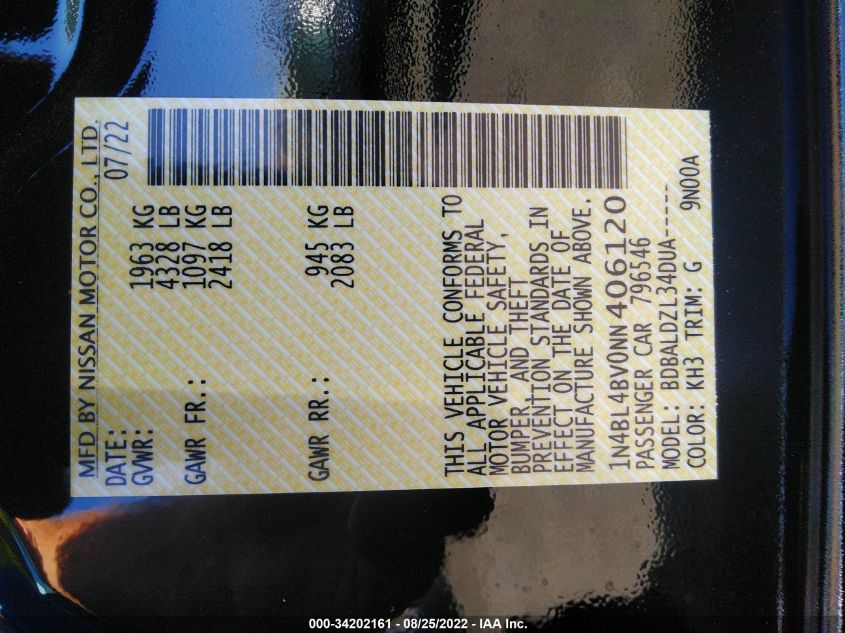 MFD BY NISSAN MOTOR CO., LTD.
DATE: 07/22
GVWR: 1963 KG
4328 LB
GAWR FR.: 1097 KG
2418 LB
GAWR RR.: 945 KG
2083 LB
THIS VEHICLE CONFORMS TO
ALL APPLICABLE FEDERAL
MOTOR VEHICLE SAFETY,
BUMPER, AND THEFT
PREVENTION STANDARDS IN
EFFECT ON THE DATE OF
MANUFACTURE SHOWN ABOVE.
1N4BL4BV0NN406120
PASSENGER CAR 796546
MODEL: BDBALDZL34DUA-----
COLOR: KH3 TRIM: G 9N00A
000-34202161 - 08/25/2022 - IAA Inc.